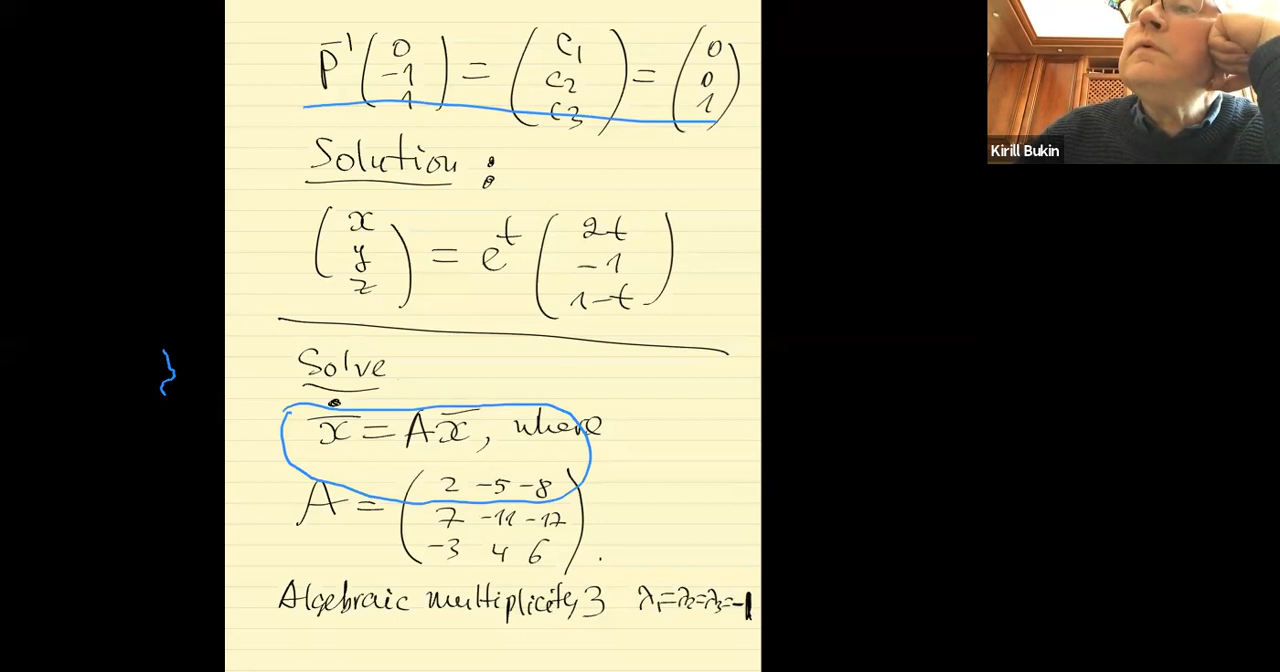 P⁻¹ (0 -1 1) = (c1 c2 c3) = (0 0 1)
Kirill Bukin
Solution :
(x y z) = e^t (2t -1 1-t)
Solve
ẋ = Ax̄, where
A = (2 -5 -8
7 -11 -17
-3 4 6).
Algebraic multiplicity 3 λ1=λ2=λ3=-1